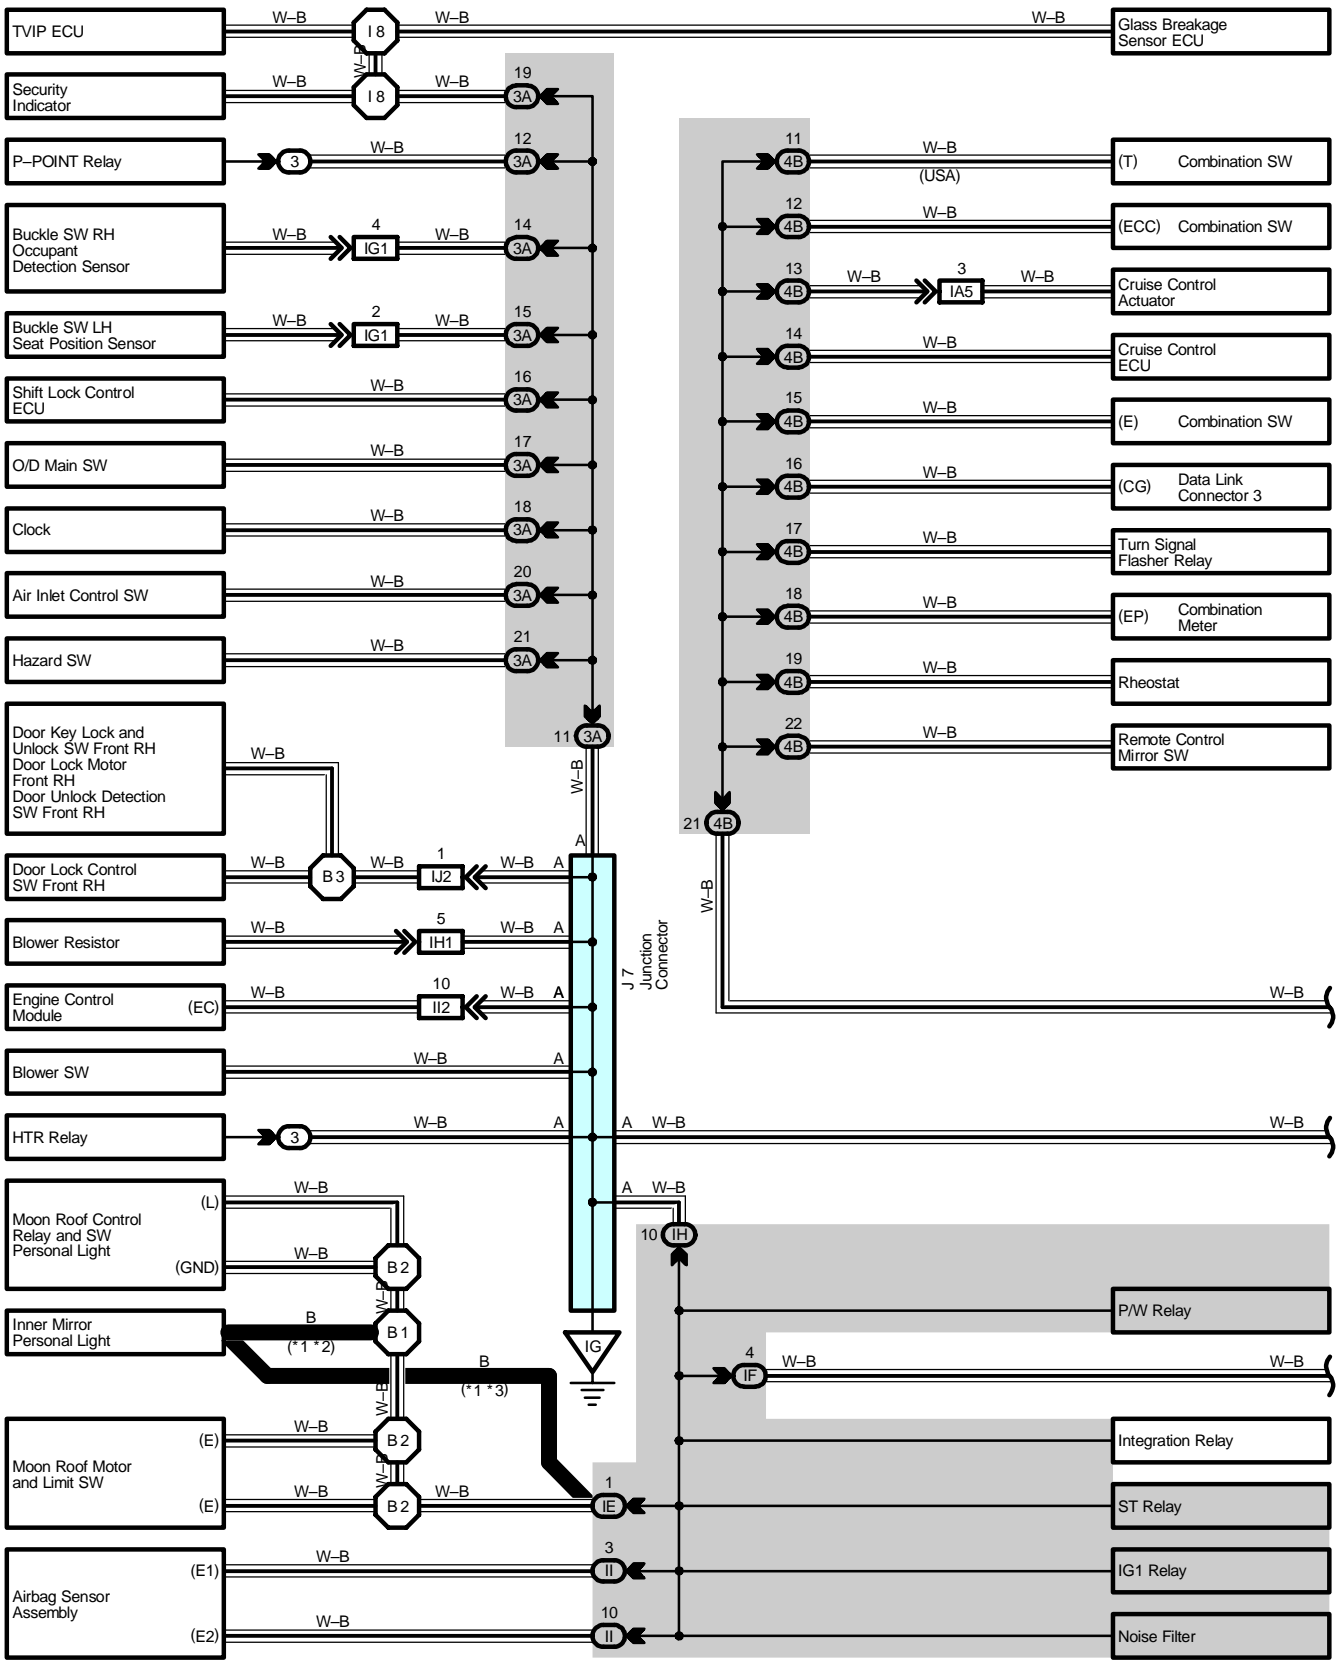 TVIP ECU
W–B
I 8
W–B
W–B
Glass Breakage
Sensor ECU
W–B
Security
Indicator
W–B
I 8
W–B
19
3A
P–POINT Relay
3
W–B
12
3A
11
4B
W–B
(USA)
(T)
Combination SW
Buckle SW RH
Occupant
Detection Sensor
W–B
4
IG1
W–B
14
3A
12
4B
W–B
(ECC)
Combination SW
13
4B
W–B
3
IA5
W–B
Cruise Control
Actuator
Buckle SW LH
Seat Position Sensor
W–B
2
IG1
W–B
15
3A
14
4B
W–B
Cruise Control
ECU
Shift Lock Control
ECU
W–B
16
3A
15
4B
W–B
(E)
Combination SW
O/D Main SW
W–B
17
3A
16
4B
W–B
(CG)
Data Link
Connector 3
Clock
W–B
18
3A
17
4B
W–B
Turn Signal
Flasher Relay
Air Inlet Control SW
W–B
20
3A
18
4B
W–B
(EP)
Combination
Meter
Hazard SW
W–B
21
3A
19
4B
W–B
Rheostat
11
3A
W–B
A
22
4B
W–B
Remote Control
Mirror SW
21
4B
W–B
W–B
Door Key Lock and
Unlock SW Front RH
Door Lock Motor
Front RH
Door Unlock Detection
SW Front RH
W–B
Door Lock Control
SW Front RH
W–B
B 3
W–B
1
IJ2
W–B
A
Blower Resistor
W–B
5
IH1
W–B
A
J 7
Junction
Connector
Engine Control
Module
(EC)
W–B
10
II2
W–B
A
Blower SW
W–B
A
HTR Relay
3
W–B
A
A
W–B
W–B
Moon Roof Control
Relay and SW
Personal Light
(L)
W–B
(GND)
W–B
B 2
W–B
A
W–B
10
IH
P/W Relay
Inner Mirror
Personal Light
B
(*1 *2)
B 1
B
(*1 *3)
W–B
IG
4
IF
W–B
W–B
Moon Roof Motor
and Limit SW
(E)
W–B
B 2
W–B
Integration Relay
(E)
W–B
B 2
W–B
1
IE
ST Relay
Airbag Sensor
Assembly
(E1)
W–B
3
II
IG1 Relay
(E2)
W–B
10
II
Noise Filter